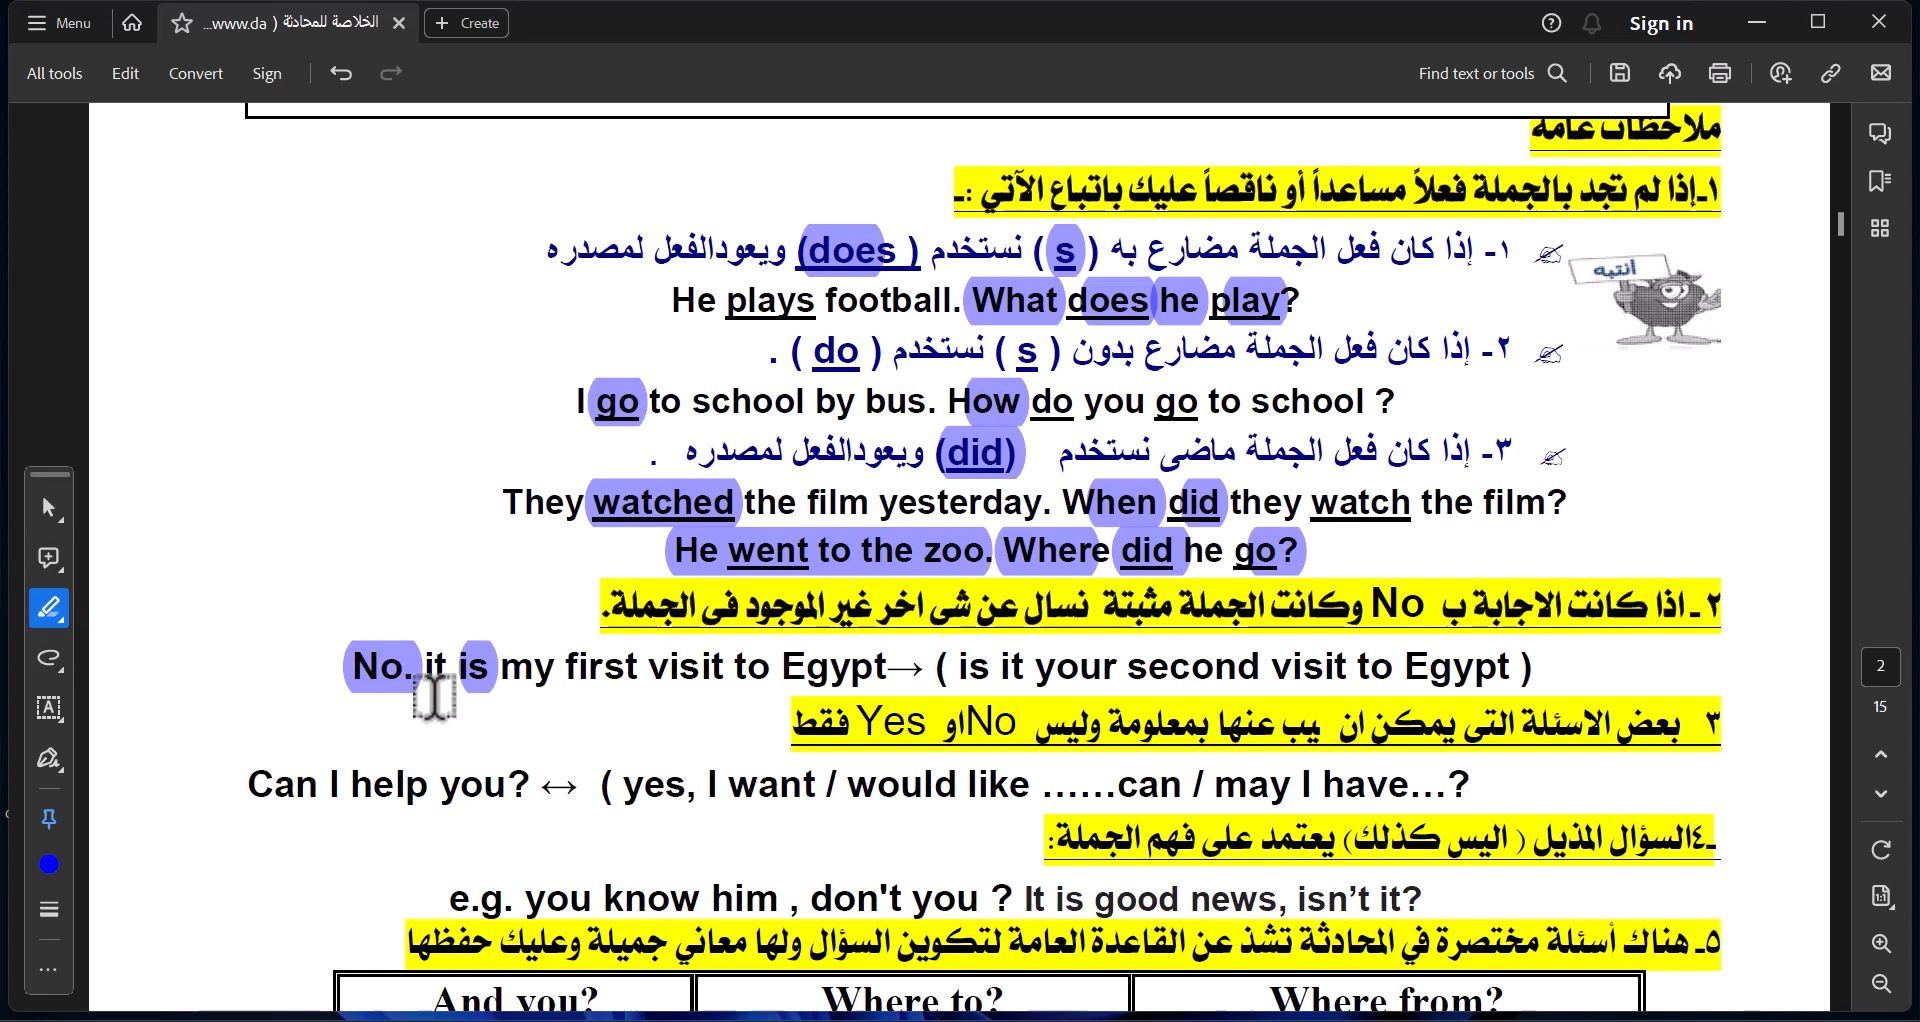 Menu
الخلاصة للمحادثة ( www.da...
Create
Sign in
All tools
Edit
Convert
Sign
Find text or tools
ملاحظات عامة
١ـإذا لم تجد بالجملة فعلاً مساعداً أو ناقصاً عليك باتباع الآتي :ـ
١- إذا كان فعل الجملة مضارع به ( s ) نستخدم ( does) ويعودالفعل لمصدره
انتبه
He plays football. What does he play?
٢- إذا كان فعل الجملة مضارع بدون ( s ) نستخدم ( do ) .
I go to school by bus. How do you go to school ?
٣- إذا كان فعل الجملة ماضى نستخدم (did) ويعودالفعل لمصدره .
They watched the film yesterday. When did they watch the film?
He went to the zoo. Where did he go?
٢ ـ اذا كانت الاجابة ب No وكانت الجملة مثبتة نسال عن شى اخر غير الموجود فى الجملة.
No. it is my first visit to Egypt→ ( is it your second visit to Egypt )
٣ بعض الاسئلة التى يمكن ان يب عنها بمعلومة وليس Noاو Yes فقط
Can I help you? ↔ ( yes, I want / would like ……can / may I have…?
ـ٤السؤال المذيل ( اليس كذلك) يعتمد على فهم الجملة:
e.g. you know him , don't you ? It is good news, isn’t it?
٥ـ هناك أسئلة مختصرة في المحادثة تشذ عن القاعدة العامة لتكوين السؤال ولها معاني جميلة وعليك حفظها
And you? Where to? Where from?
2
15